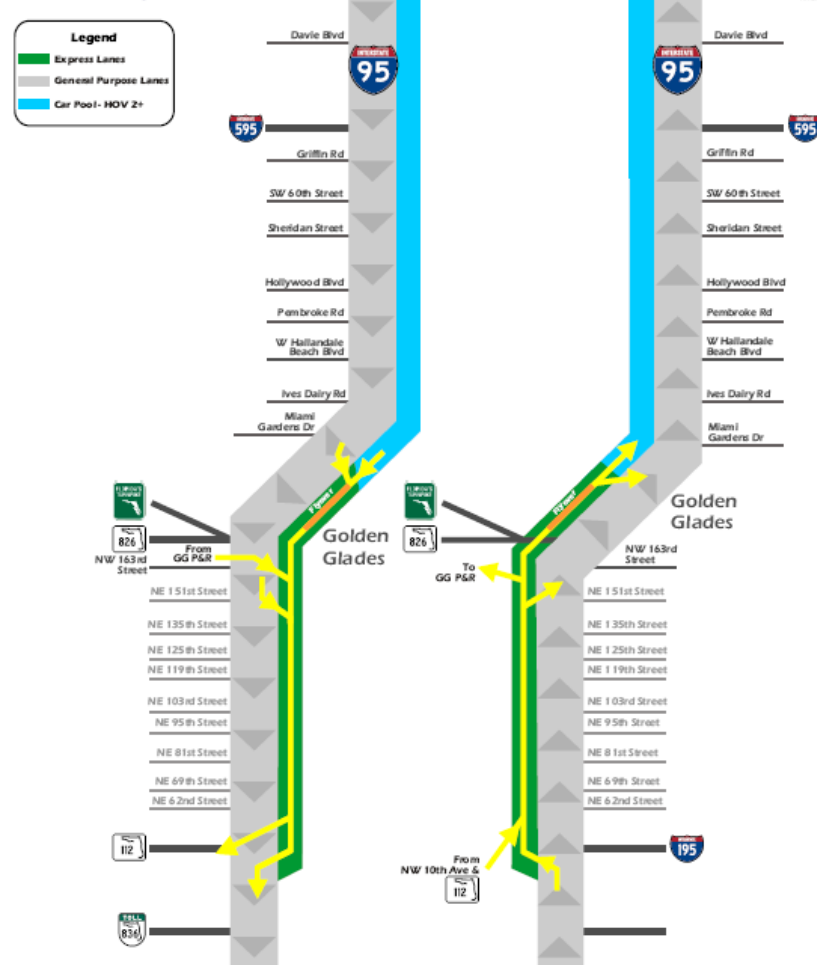 Legend
Express Lanes
General Purpose Lanes
Car Pool - HOV 2+
Davie Blvd
INTERSTATE
95
595
Griffin Rd
SW 60th Street
Sheridan Street
Hollywood Blvd
Pembroke Rd
W Hallandale
Beach Blvd
Ives Dairy Rd
Miami
Gardens Dr
Flyover
Golden
Glades
826
From
GG P&R
NW 163rd
Street
NE 151st Street
NE 135th Street
NE 125th Street
NE 119th Street
NE 103rd Street
NE 95th Street
NE 81st Street
NE 69th Street
NE 62nd Street
112
TOLL
836
INTERSTATE
95
Davie Blvd
595
Griffin Rd
SW 60th Street
Sheridan Street
Hollywood Blvd
Pembroke Rd
W Hallandale
Beach Blvd
Ives Dairy Rd
Miami
Gardens Dr
Flyover
Golden
Glades
826
To
GG P&R
NW 163rd
Street
NE 151st Street
NE 135th Street
NE 125th Street
NE 119th Street
NE 103rd Street
NE 95th Street
NE 81st Street
NE 69th Street
NE 62nd Street
195
From
NW 10th Ave &
112